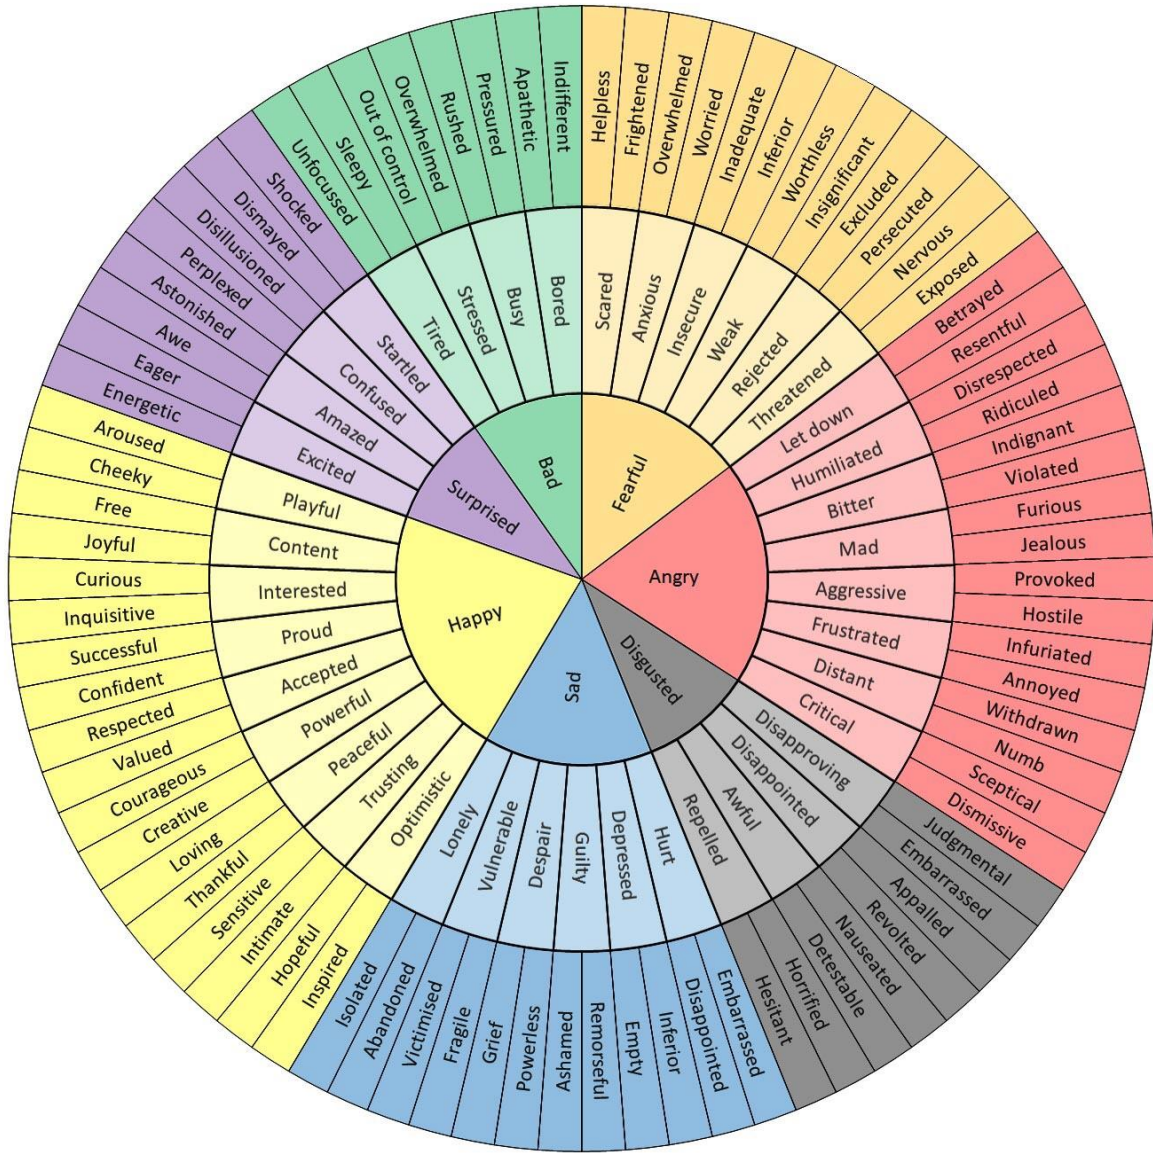 Fearful
Angry
Disgusted
Sad
Happy
Surprised
Bad
Scared
Anxious
Insecure
Weak
Rejected
Threatened
Let down
Humiliated
Bitter
Mad
Aggressive
Frustrated
Distant
Critical
Disapproving
Disappointed
Awful
Repelled
Hurt
Depressed
Guilty
Despair
Vulnerable
Lonely
Optimistic
Trusting
Peaceful
Powerful
Accepted
Proud
Interested
Content
Playful
Excited
Amazed
Confused
Startled
Tired
Stressed
Busy
Bored
Helpless
Frightened
Overwhelmed
Worried
Inadequate
Inferior
Worthless
Insignificant
Excluded
Persecuted
Nervous
Exposed
Betrayed
Resentful
Disrespected
Ridiculed
Indignant
Violated
Furious
Jealous
Provoked
Hostile
Infuriated
Annoyed
Withdrawn
Numb
Sceptical
Dismissive
Judgmental
Embarrassed
Appalled
Revolted
Nauseated
Detestable
Horrified
Hesitant
Embarrassed
Disappointed
Inferior
Empty
Remorseful
Ashamed
Powerless
Grief
Fragile
Victimised
Abandoned
Isolated
Inspired
Hopeful
Intimate
Sensitive
Thankful
Loving
Creative
Courageous
Valued
Respected
Confident
Successful
Inquisitive
Curious
Joyful
Free
Cheeky
Aroused
Energetic
Eager
Awe
Astonished
Perplexed
Disillusioned
Dismayed
Shocked
Unfocussed
Sleepy
Out of control
Overwhelmed
Rushed
Pressured
Apathetic
Indifferent